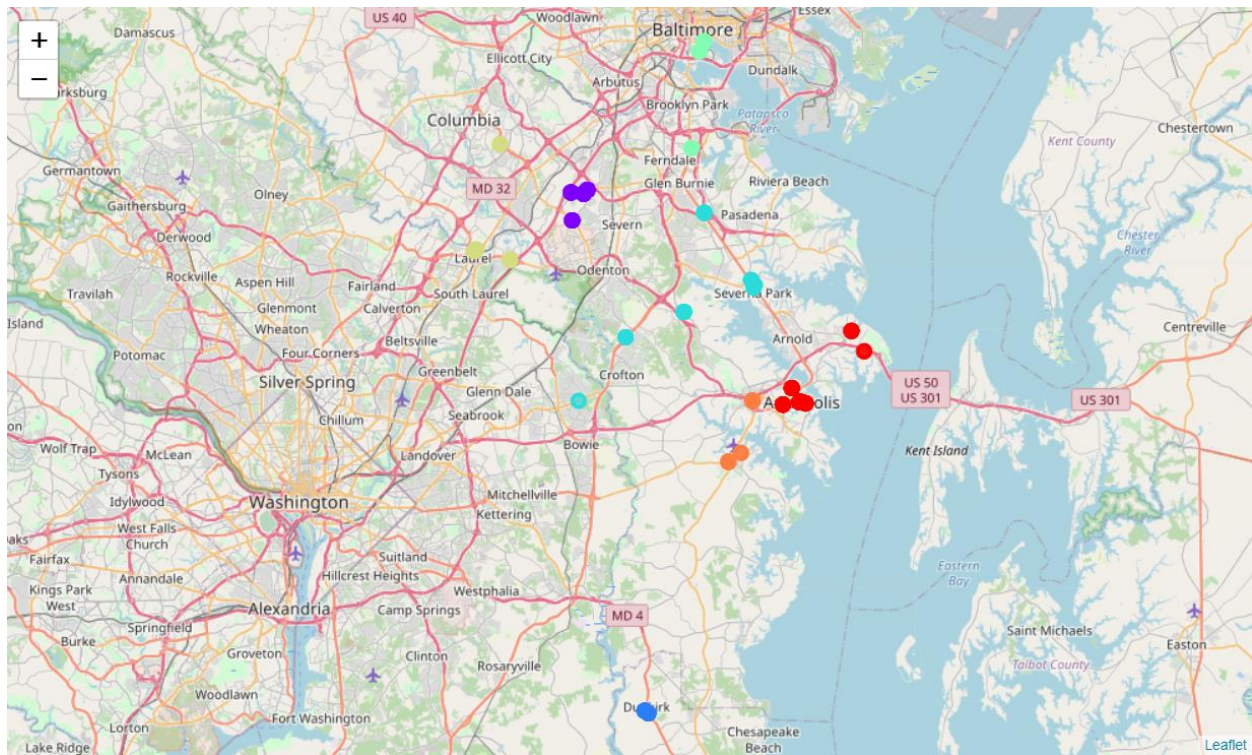 +
−
US 40
Woodlawn
Essex
Damascus
Baltimore
Ellicott City
Arbutus
Dundalk
Brooklyn Park
Columbia
Patapsco
River
Kent County
Chestertown
Germantown
Olney
MD 32
Ferndale
Glen Burnie
Riviera Beach
Gaithersburg
Derwood
Severn
Pasadena
Chester
River
Rockville
Aspen Hill
Laurel
Odenton
Travilah
Glenmont
Fairland
South Laurel
Severna Park
Island
Wheaton
Calverton
Arnold
Centreville
Potomac
Four Corners
Beltsville
Silver Spring
Greenbelt
Glenn Dale
Crofton
US 50
US 301
US 301
Chillum
Seabrook
Wolf Trap
McLean
Landover
Bowie
Kent Island
Tysons
Idylwood
Washington
Mitchellville
Kettering
West Falls
Church
Fairfax
Suitland
Eastern
Bay
Annandale
Hillcrest Heights
Westphalia
Kings Park
West
Alexandria
Camp Springs
MD 4
Springfield
Burke
Saint Michaels
Groveton
Clinton
Rosaryville
Talbot County
Easton
Woodlawn
Lorton
Fort Washington
Chesapeake
Beach
Lake Ridge
Leaflet